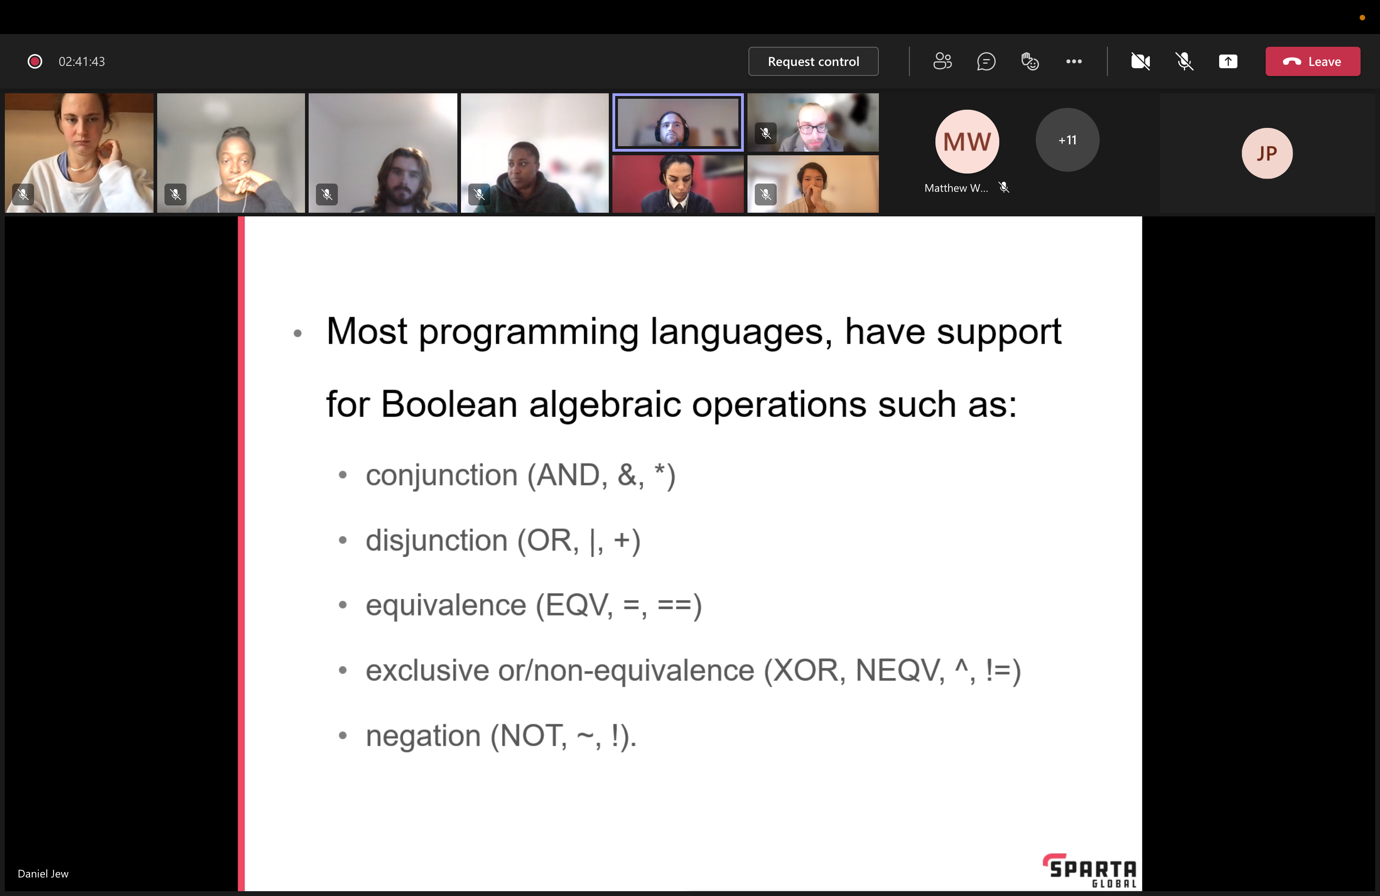 02:41:43
Request control
Leave
MW
+11
JP
Matthew W...
• Most programming languages, have support
for Boolean algebraic operations such as:
• conjunction (AND, &, *)
• disjunction (OR, |, +)
• equivalence (EQV, =, ==)
• exclusive or/non-equivalence (XOR, NEQV, ^, !=)
• negation (NOT, ~, !).
Daniel Jew
SPARTA
GLOBAL